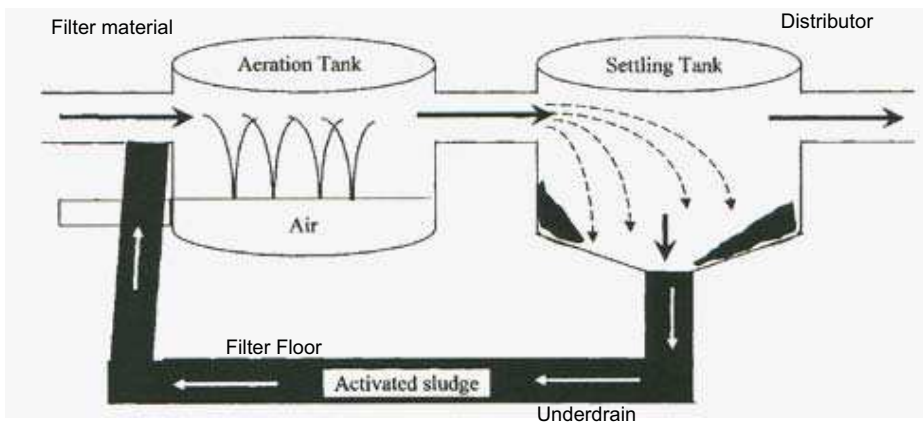 Filter material
Distributor
Aeration Tank
Settling Tank
Air
Filter Floor
Activated sludge
Underdrain